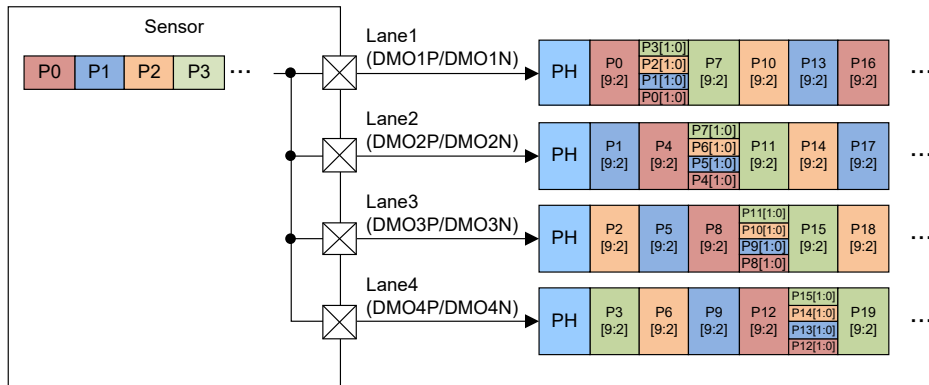 Sensor
P0 P1 P2 P3 ...
Lane1
(DMO1P/DMO1N)
PH
P0
[9:2]
P3[1:0]
P2[1:0]
P1[1:0]
P0[1:0]
P7
[9:2]
P10
[9:2]
P13
[9:2]
P16
[9:2]
...
Lane2
(DMO2P/DMO2N)
PH
P1
[9:2]
P4
[9:2]
P7[1:0]
P6[1:0]
P5[1:0]
P4[1:0]
P11
[9:2]
P14
[9:2]
P17
[9:2]
...
Lane3
(DMO3P/DMO3N)
PH
P2
[9:2]
P5
[9:2]
P8
[9:2]
P11[1:0]
P10[1:0]
P9[1:0]
P8[1:0]
P15
[9:2]
P18
[9:2]
...
Lane4
(DMO4P/DMO4N)
PH
P3
[9:2]
P6
[9:2]
P9
[9:2]
P12
[9:2]
P15[1:0]
P14[1:0]
P13[1:0]
P12[1:0]
P19
[9:2]
...